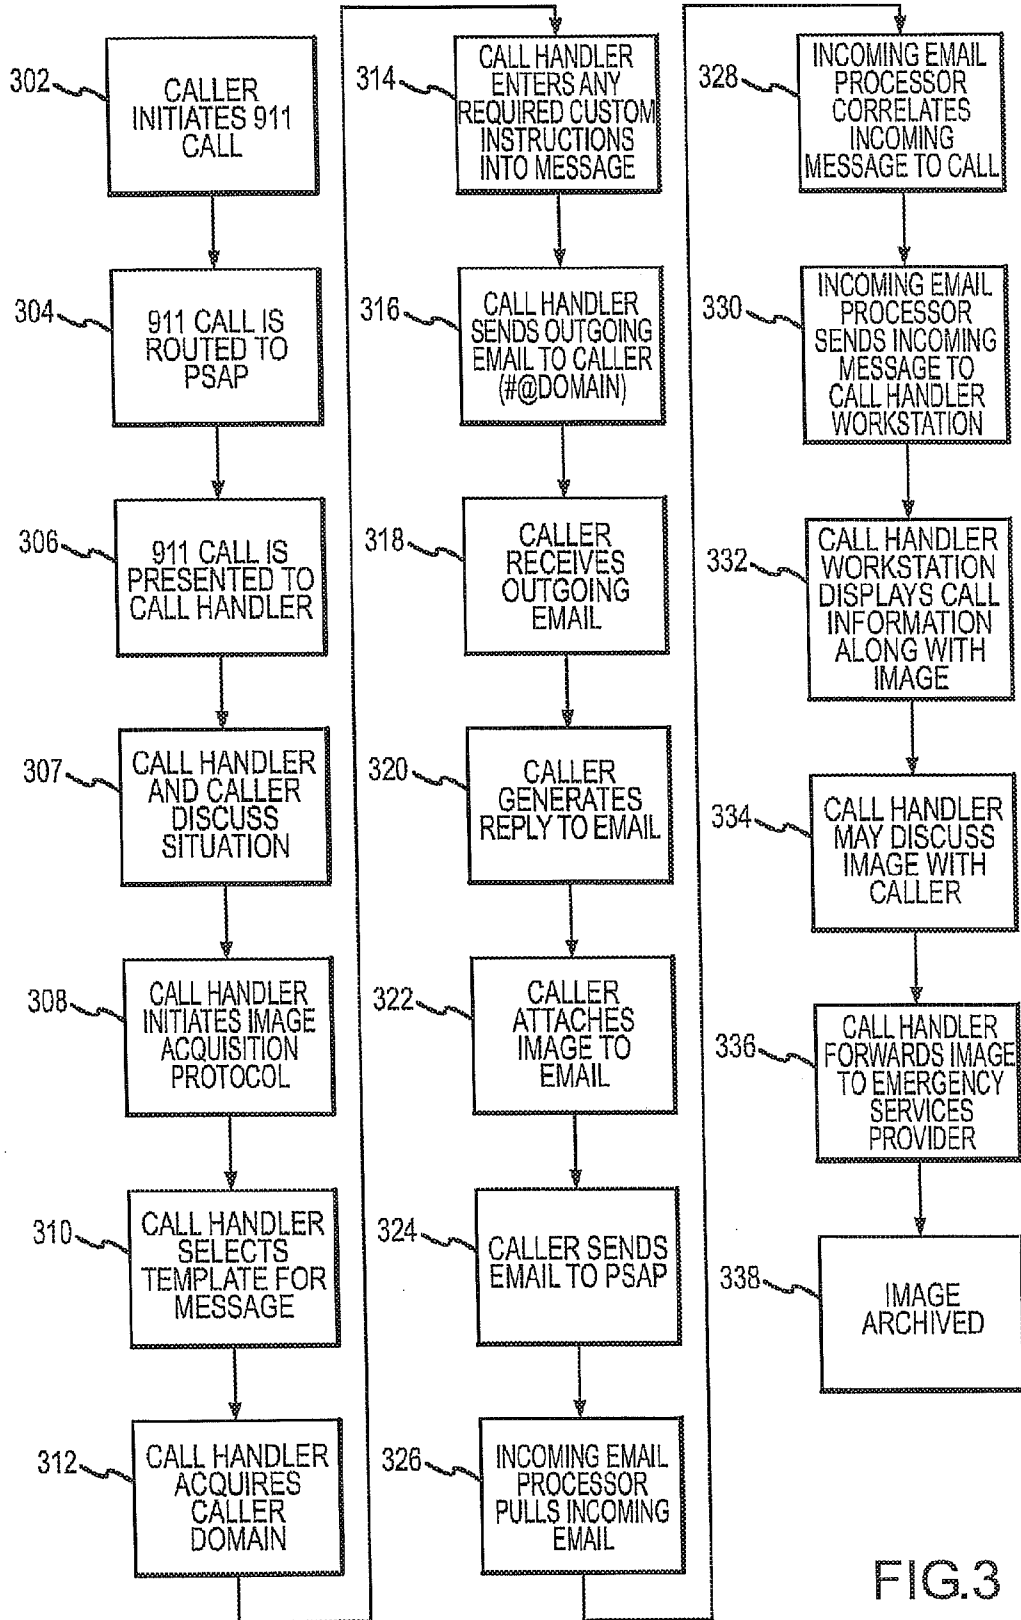 302
CALLER
INITIATES 911
CALL
304
911 CALL IS
ROUTED TO
PSAP
306
911 CALL IS
PRESENTED TO
CALL HANDLER
307
CALL HANDLER
AND CALLER
DISCUSS
SITUATION
308
CALL HANDLER
INITIATES IMAGE
ACQUISITION
PROTOCOL
310
CALL HANDLER
SELECTS
TEMPLATE FOR
MESSAGE
312
CALL HANDLER
ACQUIRES
CALLER
DOMAIN
314
CALL HANDLER
ENTERS ANY
REQUIRED CUSTOM
INSTRUCTIONS
INTO MESSAGE
316
CALL HANDLER
SENDS OUTGOING
EMAIL TO CALLER
(#@DOMAIN)
318
CALLER
RECEIVES
OUTGOING
EMAIL
320
CALLER
GENERATES
REPLY TO EMAIL
322
CALLER
ATTACHES
IMAGE TO
EMAIL
324
CALLER SENDS
EMAIL TO PSAP
326
INCOMING EMAIL
PROCESSOR
PULLS INCOMING
EMAIL
328
INCOMING EMAIL
PROCESSOR
CORRELATES
INCOMING
MESSAGE TO CALL
330
INCOMING EMAIL
PROCESSOR
SENDS INCOMING
MESSAGE TO
CALL HANDLER
WORKSTATION
332
CALL HANDLER
WORKSTATION
DISPLAYS CALL
INFORMATION
ALONG WITH
IMAGE
334
CALL HANDLER
MAY DISCUSS
IMAGE WITH
CALLER
336
CALL HANDLER
FORWARDS IMAGE
TO EMERGENCY
SERVICES
PROVIDER
338
IMAGE
ARCHIVED
FIG.3